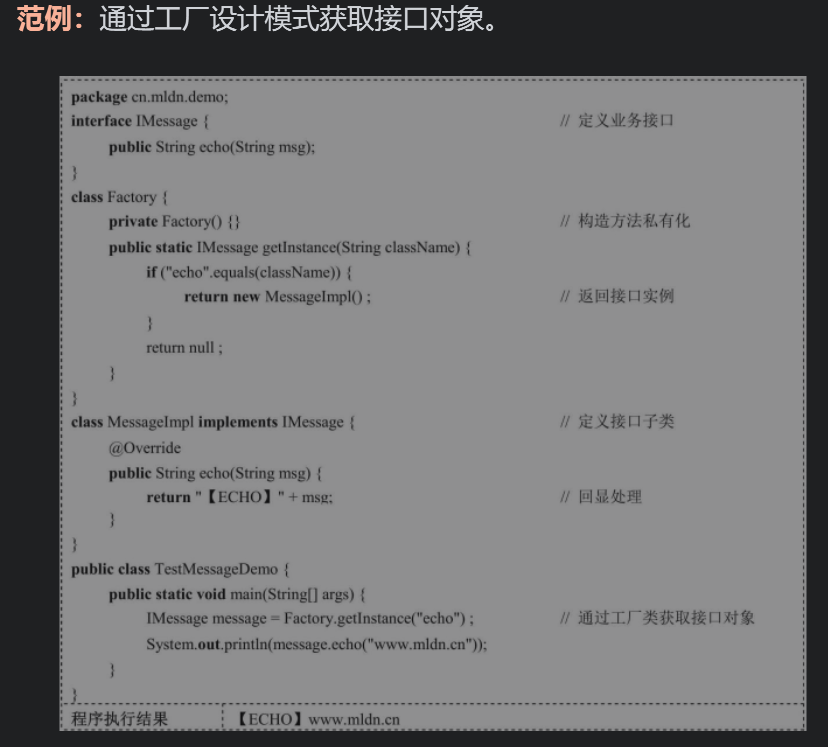 范例：通过工厂设计模式获取接口对象。
package cn.mldn.demo;
interface IMessage { // 定义业务接口
public String echo(String msg);
}
class Factory {
private Factory() {} // 构造方法私有化
public static IMessage getInstance(String className) {
if ("echo".equals(className)) {
return new MessageImpl() ; // 返回接口实例
}
return null ;
}
}
class MessageImpl implements IMessage { // 定义接口子类
@Override
public String echo(String msg) {
return "【ECHO】" + msg; // 回显处理
}
}
public class TestMessageDemo {
public static void main(String[] args) {
IMessage message = Factory.getInstance("echo") ; // 通过工厂类获取接口对象
System.out.println(message.echo("www.mldn.cn"));
}
}
程序执行结果 【ECHO】www.mldn.cn